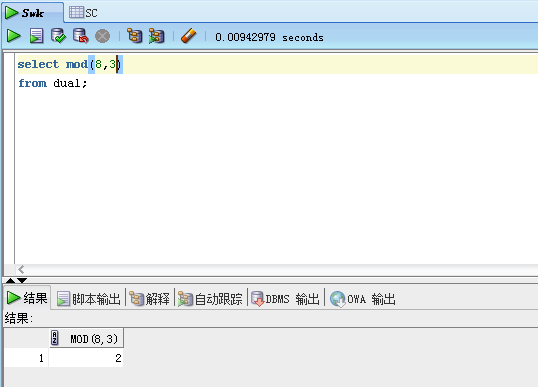 Swk SC
0.00942979 seconds
select mod(8,3)
from dual;
结果 脚本输出 解释 自动跟踪 DBMS 输出 OWA 输出
结果:
MOD(8,3)
1 2